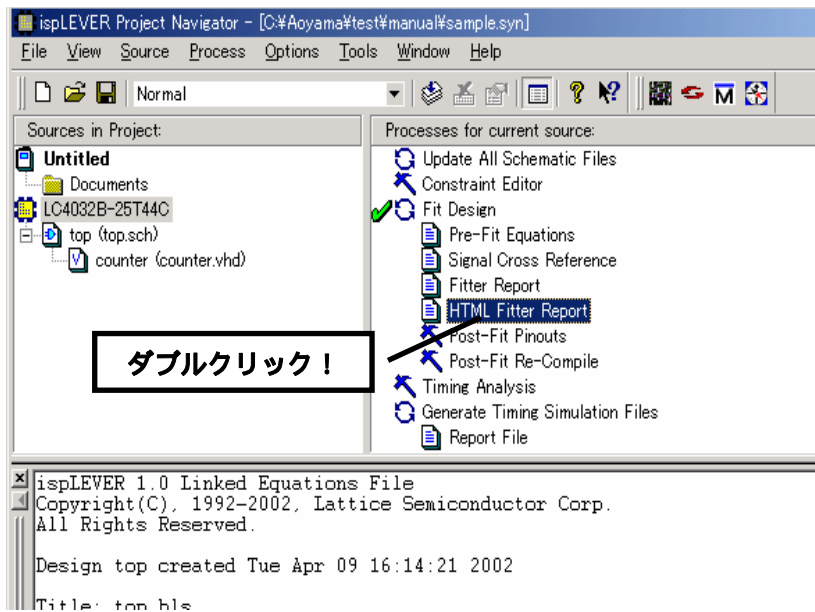 ispLEVER Project Navigator - [C:¥Aoyama¥test¥manual¥sample.syn]
File View Source Process Options Tools Window Help
Normal
Sources in Project:
Untitled
Documents
LC4032B-25T44C
top (top.sch)
counter (counter.vhd)
Processes for current source:
Update All Schematic Files
Constraint Editor
Fit Design
Pre-Fit Equations
Signal Cross Reference
Fitter Report
HTML Fitter Report
Post-Fit Pinouts
Post-Fit Re-Compile
Timing Analysis
Generate Timing Simulation Files
Report File
ダブルクリック！
ispLEVER 1.0 Linked Equations File
Copyright(C), 1992-2002, Lattice Semiconductor Corp.
All Rights Reserved.
Design top created Tue Apr 09 16:14:21 2002
Title: top.bls